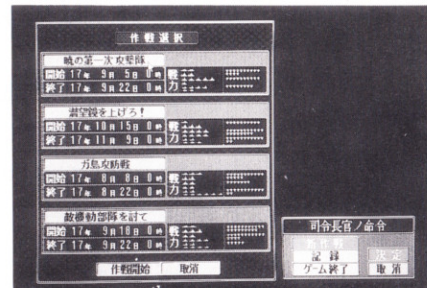 作戦選択
暁の第一次攻撃隊
開始 17年 9月 5日 0時 戦
終了 17年 9月22日 0時 力
潜望鏡を上げろ!
開始 17年10月15日 0時 戦
終了 17年11月 9日 0時 力
ガ島攻防戦
開始 17年 8月 8日 0時 戦
終了 17年 8月22日 0時 力
敵機動部隊を討て
開始 17年 9月18日 0時 戦
終了 17年 9月22日 0時 力
作戦開始 取消
司令長官ノ命令
新作戦
記録 決定
ゲーム終了 取消